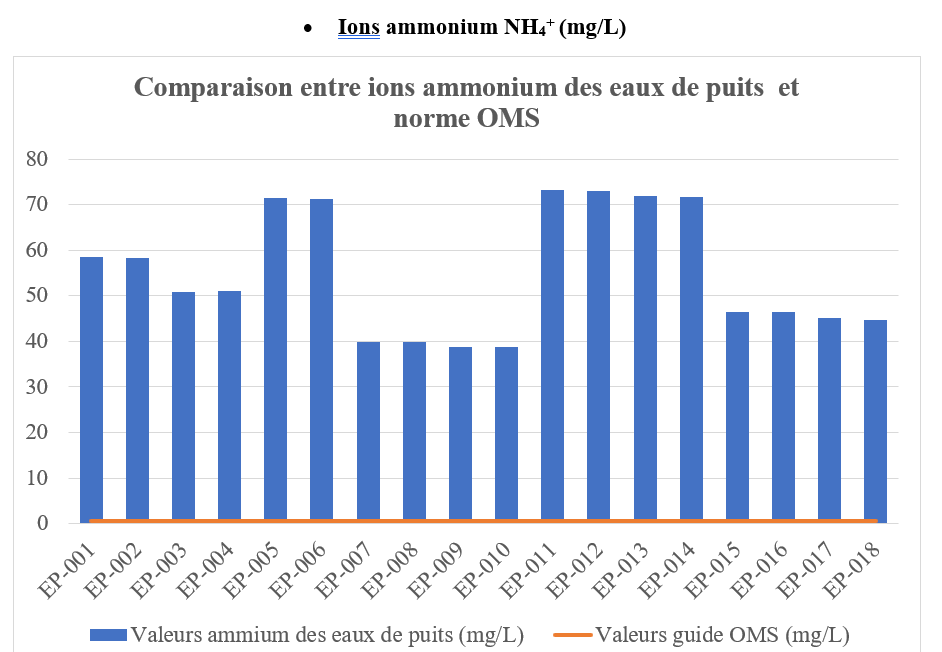 • Ions ammonium NH₄⁺ (mg/L)
Comparaison entre ions ammonium des eaux de puits et
norme OMS
80
70
60
50
40
30
20
10
0
EP-001 EP-002 EP-003 EP-004 EP-005 EP-006 EP-007 EP-008 EP-009 EP-010 EP-011 EP-012 EP-013 EP-014 EP-015 EP-016 EP-017 EP-018
Valeurs ammium des eaux de puits (mg/L) Valeurs guide OMS (mg/L)